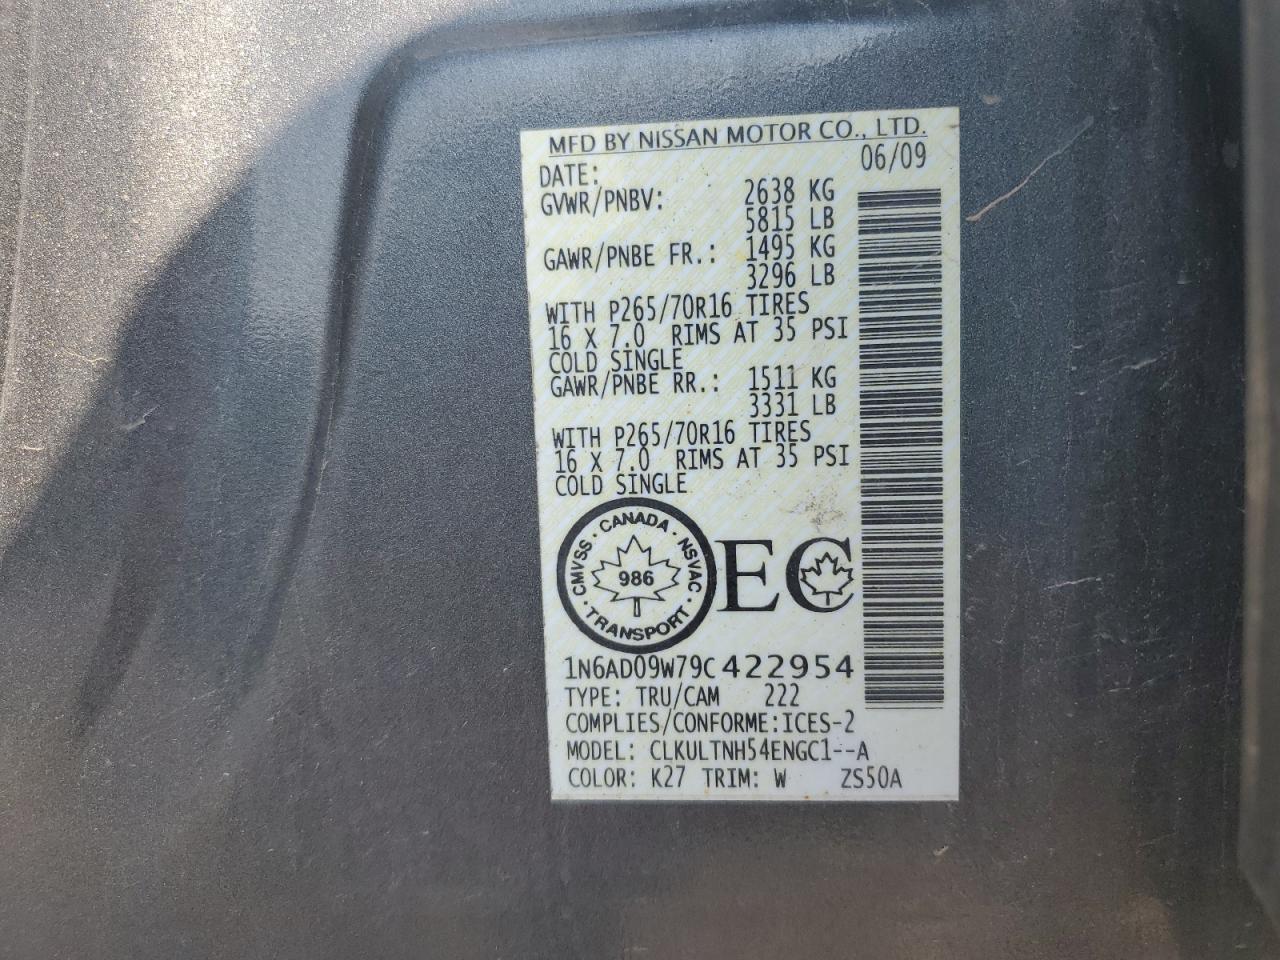 MFD BY NISSAN MOTOR CO., LTD.
DATE: 06/09
GVWR/PNBV: 2638 KG
5815 LB
GAWR/PNBE FR.: 1495 KG
3296 LB
WITH P265/70R16 TIRES
16 X 7.0 RIMS AT 35 PSI
COLD SINGLE
GAWR/PNBE RR.: 1511 KG
3331 LB
WITH P265/70R16 TIRES
16 X 7.0 RIMS AT 35 PSI
COLD SINGLE
CMVSS · CANADA · NSVAC · TRANSPORT ·
986
EC
1N6AD09W79C422954
TYPE: TRU/CAM 222
COMPLIES/CONFORME:ICES-2
MODEL: CLKULTNH54ENGC1--A
COLOR: K27 TRIM: W ZS50A